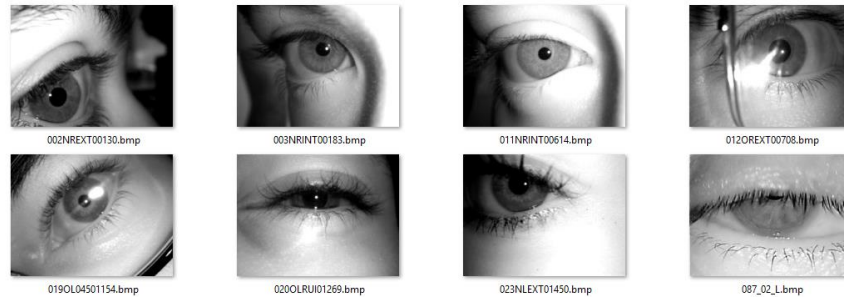 002NREXT00130.bmp
003NRINT00183.bmp
011NRINT00614.bmp
012OREXT00708.bmp
019OL04501154.bmp
020OLRUI01269.bmp
023NLEXT01450.bmp
087_02_L.bmp